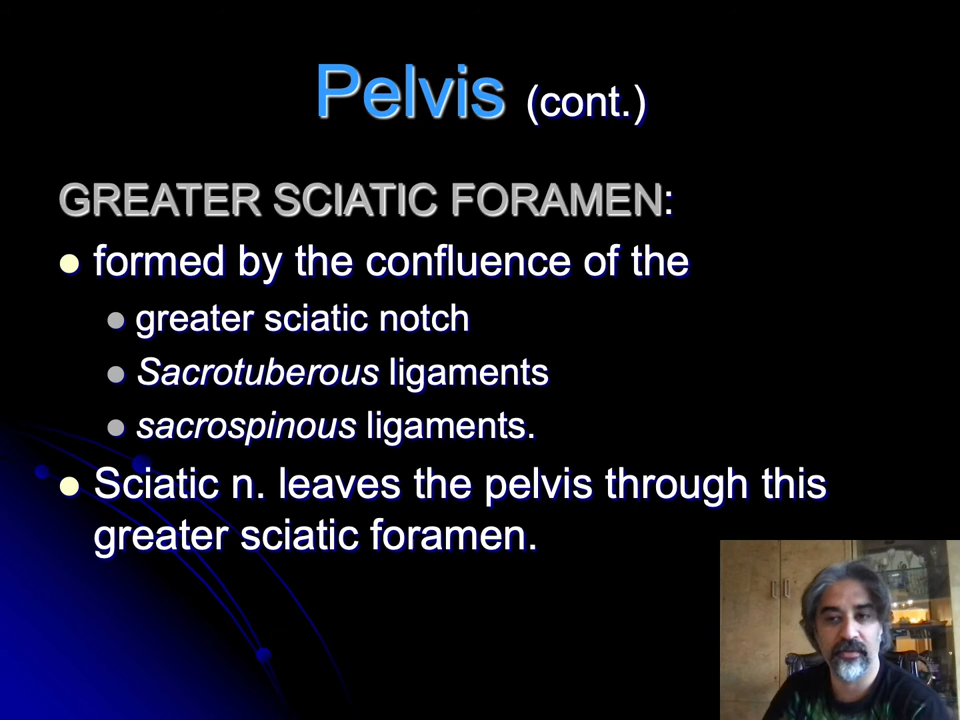 Pelvis (cont.)
GREATER SCIATIC FORAMEN:
formed by the confluence of the
greater sciatic notch
Sacrotuberous ligaments
sacrospinous ligaments.
Sciatic n. leaves the pelvis through this
greater sciatic foramen.